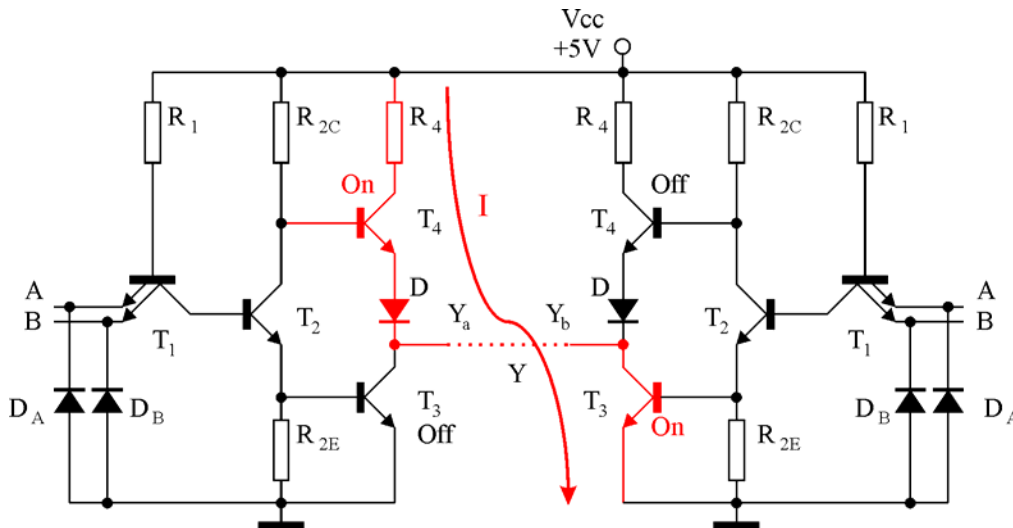 Vcc
+5V
R1
R2C
R4
R4
R2C
R1
On
I
Off
T4
T4
A
D
D
A
B
Ya
Yb
B
T1
T2
T2
T1
Y
DA
DB
T3
T3
DB
DA
Off
On
R2E
R2E